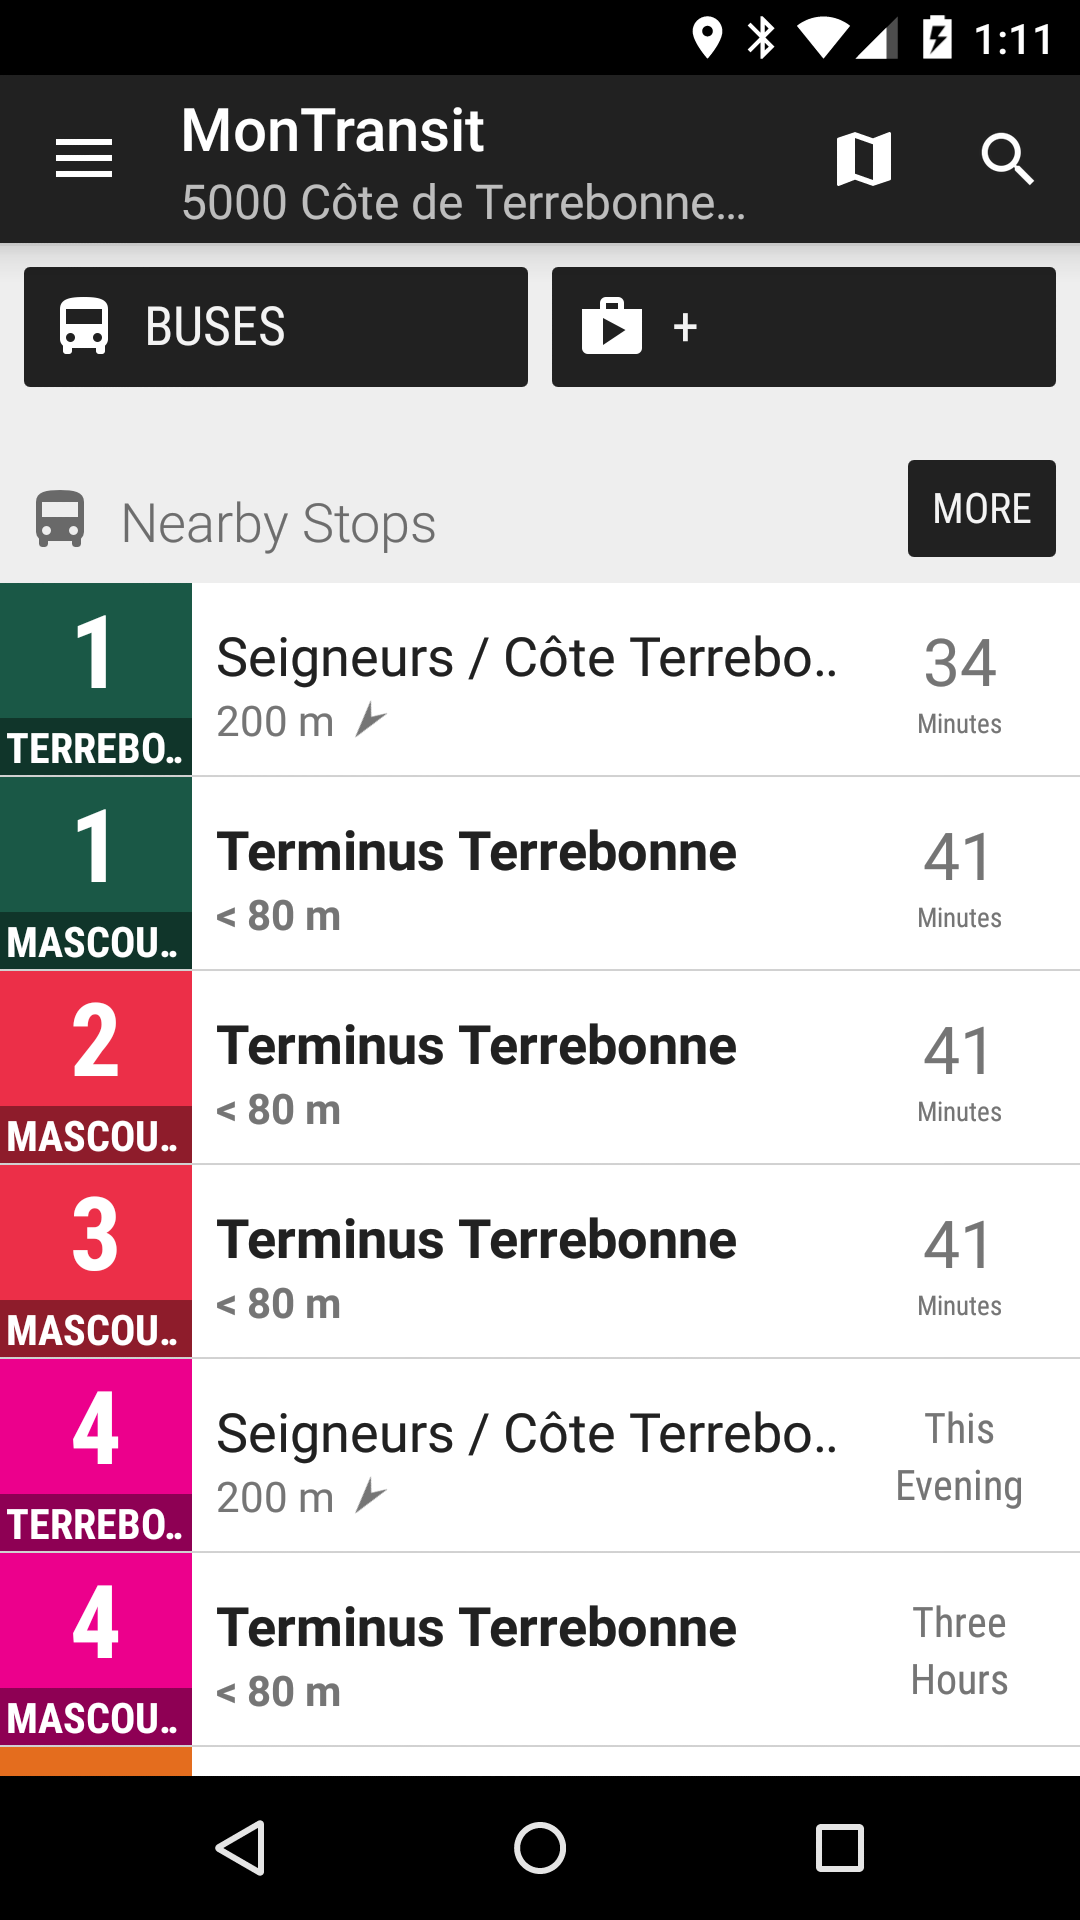 1:11
MonTransit
5000 Côte de Terrebonne…
BUSES
+
Nearby Stops
MORE
1
TERREBO..
Seigneurs / Côte Terrebo..
200 m
34
Minutes
1
MASCOU..
Terminus Terrebonne
< 80 m
41
Minutes
2
MASCOU..
Terminus Terrebonne
< 80 m
41
Minutes
3
MASCOU..
Terminus Terrebonne
< 80 m
41
Minutes
4
TERREBO..
Seigneurs / Côte Terrebo..
200 m
This
Evening
4
MASCOU..
Terminus Terrebonne
< 80 m
Three
Hours